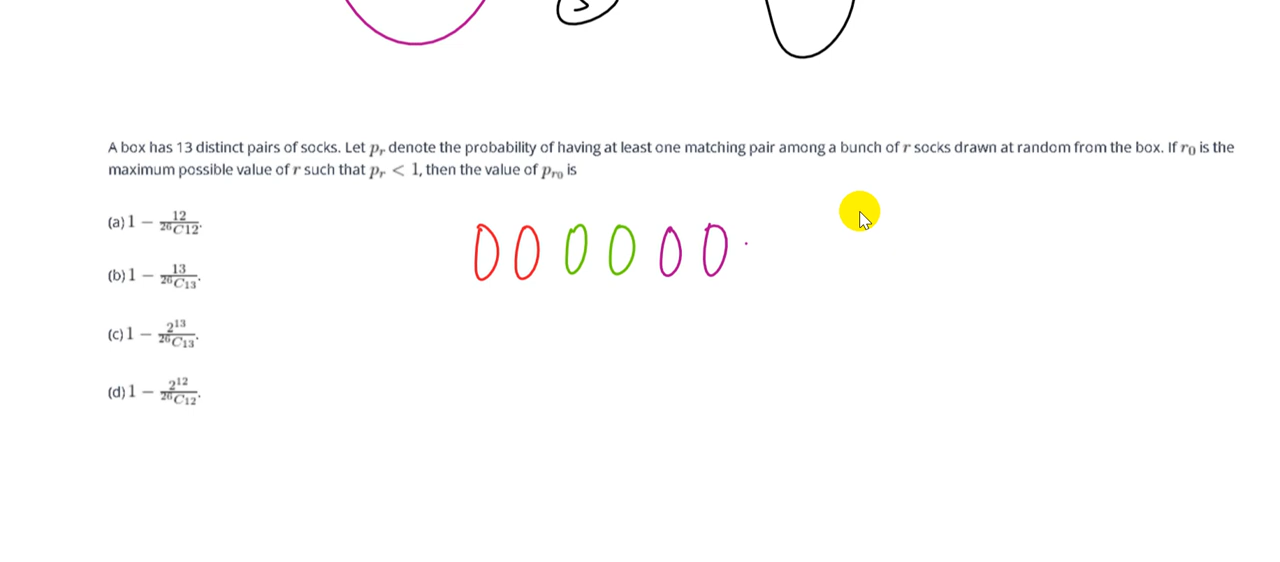 A box has 13 distinct pairs of socks. Let pᵣ denote the probability of having at least one matching pair among a bunch of r socks drawn at random from the box. If r₀ is the
maximum possible value of r such that pᵣ < 1, then the value of pᵣ₀ is
(a) 1 − 12/²⁶C₁₂.
(b) 1 − 13/²⁶C₁₃.
(c) 1 − 2¹³/²⁶C₁₃.
(d) 1 − 2¹²/²⁶C₁₂.